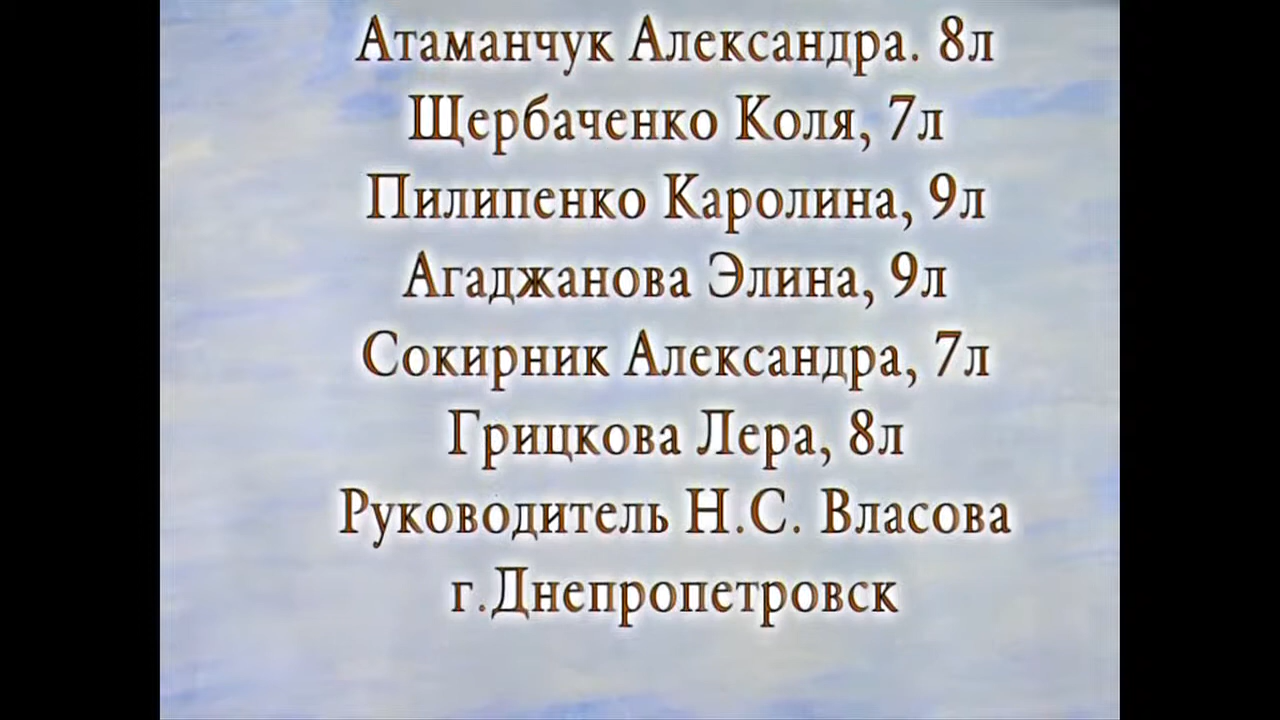 Атаманчук Александра. 8л
Щербаченко Коля, 7л
Пилипенко Каролина, 9л
Агаджанова Элина, 9л
Сокирник Александра, 7л
Грицкова Лера, 8л
Руководитель Н.С. Власова
г.Днепропетровск